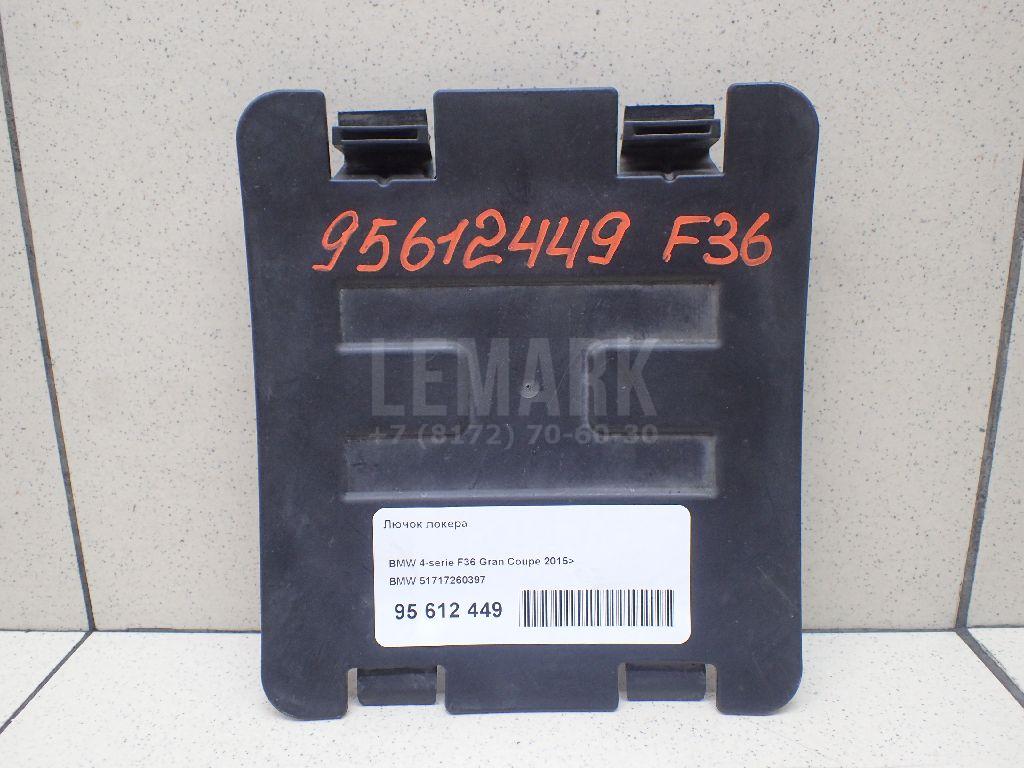 95612449 F36
LEMARK
+7 (8172) 70-60-30
Лючок локера
BMW 4-serie F36 Gran Coupe 2015>
BMW 51717260397
95 612 449